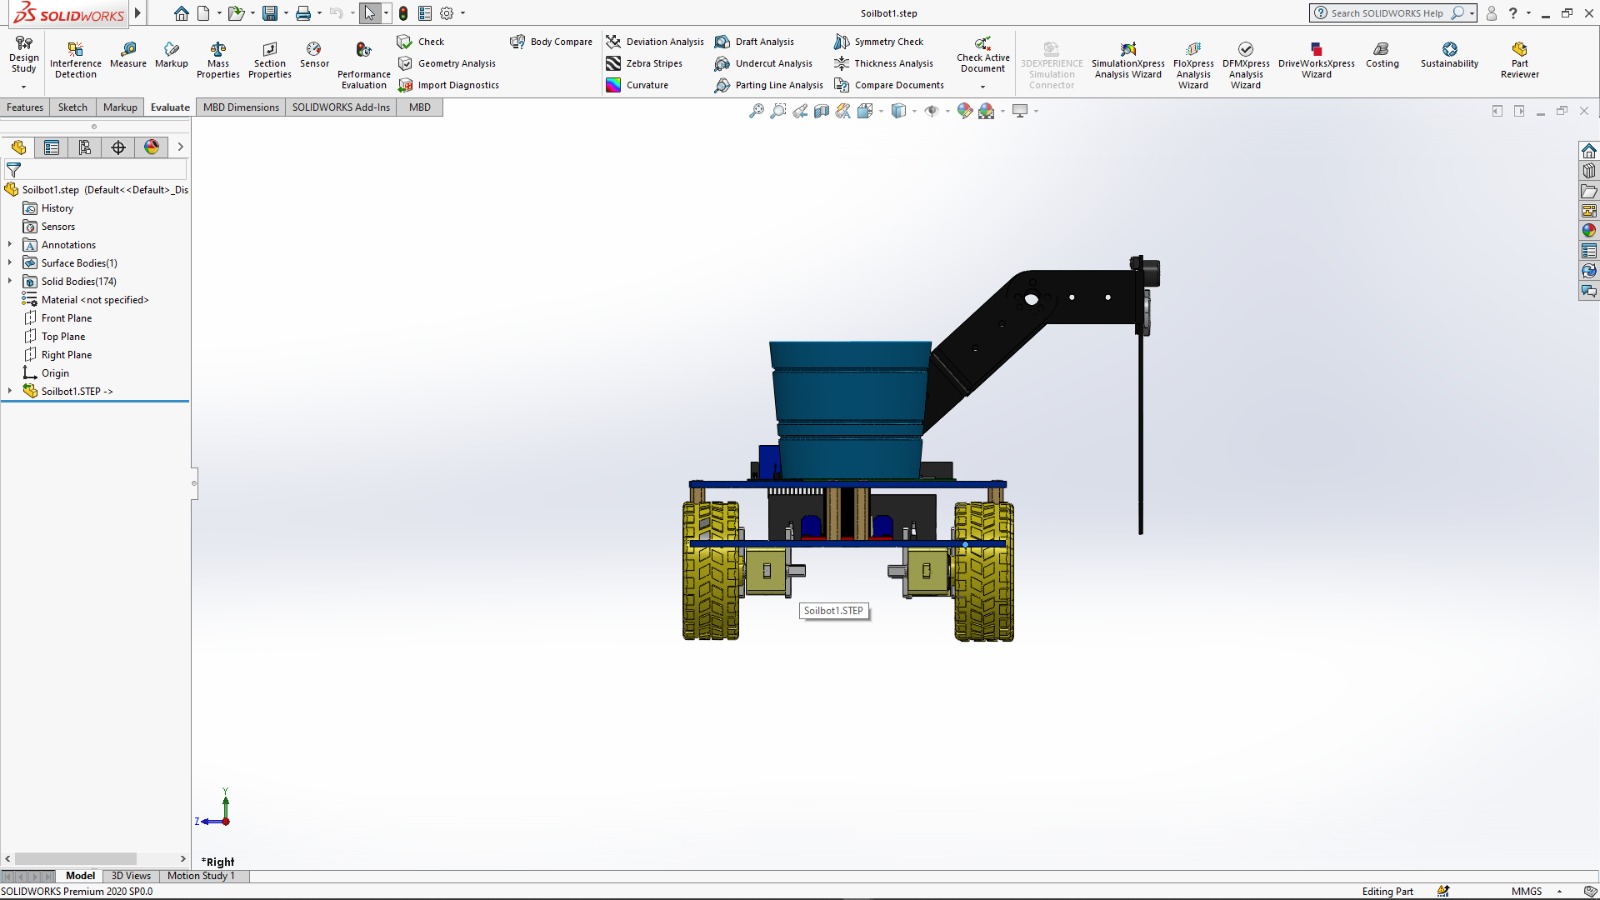 SOLIDWORKS
Soilbot1.step
Search SOLIDWORKS Help
Design Study
Interference Detection
Measure
Markup
Mass Properties
Section Properties
Sensor
Performance Evaluation
Check
Geometry Analysis
Import Diagnostics
Body Compare
Deviation Analysis
Zebra Stripes
Curvature
Draft Analysis
Undercut Analysis
Parting Line Analysis
Symmetry Check
Thickness Analysis
Compare Documents
Check Active Document
3DEXPERIENCE Simulation Connector
SimulationXpress Analysis Wizard
FloXpress Analysis Wizard
DFMXpress Analysis Wizard
DriveWorksXpress Wizard
Costing
Sustainability
Part Reviewer
Features
Sketch
Markup
Evaluate
MBD Dimensions
SOLIDWORKS Add-Ins
MBD
Soilbot1.step (Default<<Default>_Dis
History
Sensors
Annotations
Surface Bodies(1)
Solid Bodies(174)
Material <not specified>
Front Plane
Top Plane
Right Plane
Origin
Soilbot1.STEP ->
Soilbot1.STEP
Y
Z
*Right
Model
3D Views
Motion Study 1
SOLIDWORKS Premium 2020 SP0.0
Editing Part
MMGS